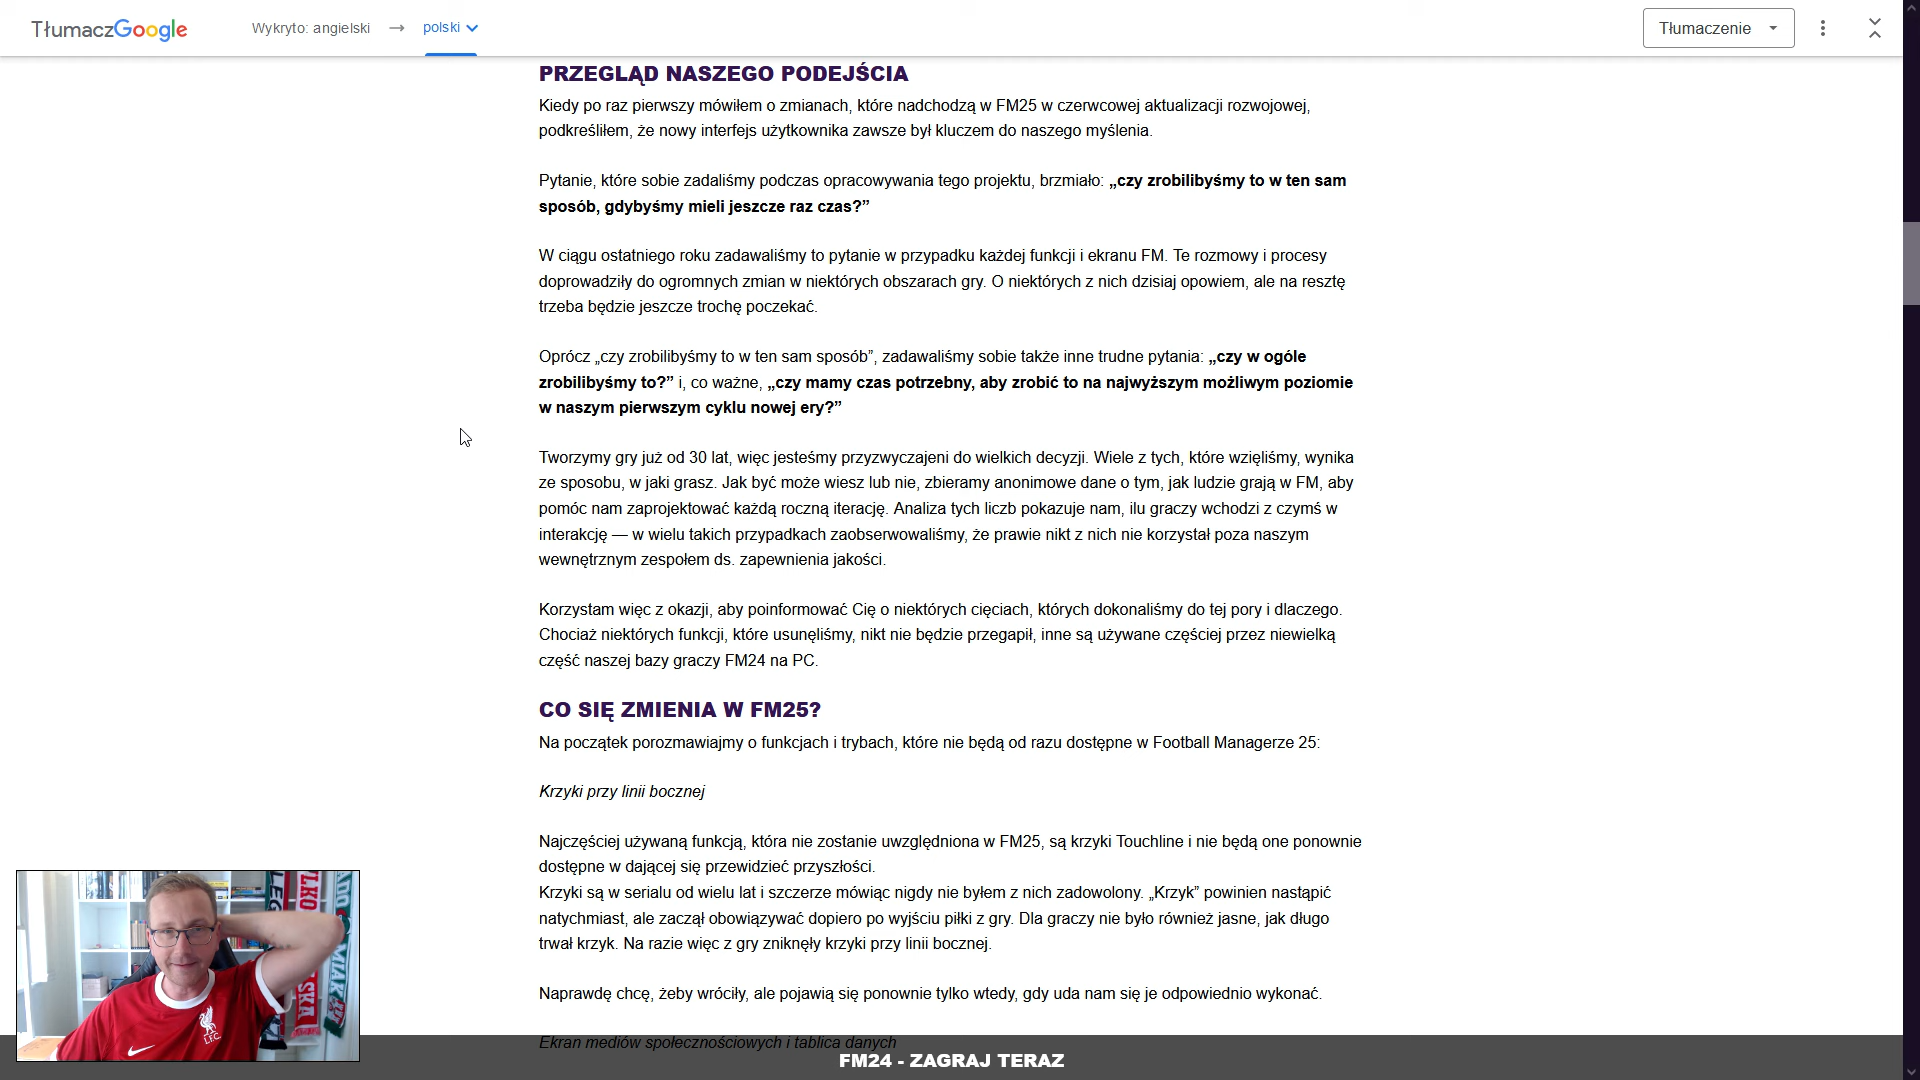 TłumaczGoogle
Wykryto: angielski → polski
Tłumaczenie
PRZEGLĄD NASZEGO PODEJŚCIA
Kiedy po raz pierwszy mówiłem o zmianach, które nadchodzą w FM25 w czerwcowej aktualizacji rozwojowej,
podkreśliłem, że nowy interfejs użytkownika zawsze był kluczem do naszego myślenia.
Pytanie, które sobie zadaliśmy podczas opracowywania tego projektu, brzmiało: „czy zrobilibyśmy to w ten sam
sposób, gdybyśmy mieli jeszcze raz czas?”
W ciągu ostatniego roku zadawaliśmy to pytanie w przypadku każdej funkcji i ekranu FM. Te rozmowy i procesy
doprowadziły do ogromnych zmian w niektórych obszarach gry. O niektórych z nich dzisiaj opowiem, ale na resztę
trzeba będzie jeszcze trochę poczekać.
Oprócz „czy zrobilibyśmy to w ten sam sposób”, zadawaliśmy sobie także inne trudne pytania: „czy w ogóle
zrobilibyśmy to?” i, co ważne, „czy mamy czas potrzebny, aby zrobić to na najwyższym możliwym poziomie
w naszym pierwszym cyklu nowej ery?”
Tworzymy gry już od 30 lat, więc jesteśmy przyzwyczajeni do wielkich decyzji. Wiele z tych, które wzięliśmy, wynika
ze sposobu, w jaki grasz. Jak być może wiesz lub nie, zbieramy anonimowe dane o tym, jak ludzie grają w FM, aby
pomóc nam zaprojektować każdą roczną iterację. Analiza tych liczb pokazuje nam, ilu graczy wchodzi z czymś w
interakcję — w wielu takich przypadkach zaobserwowaliśmy, że prawie nikt z nich nie korzystał poza naszym
wewnętrznym zespołem ds. zapewnienia jakości.
Korzystam więc z okazji, aby poinformować Cię o niektórych cięciach, których dokonaliśmy do tej pory i dlaczego.
Chociaż niektórych funkcji, które usunęliśmy, nikt nie będzie przegapił, inne są używane częściej przez niewielką
część naszej bazy graczy FM24 na PC.
CO SIĘ ZMIENIA W FM25?
Na początek porozmawiajmy o funkcjach i trybach, które nie będą od razu dostępne w Football Managerze 25:
Krzyki przy linii bocznej
Najczęściej używaną funkcją, która nie zostanie uwzględniona w FM25, są krzyki Touchline i nie będą one ponownie
dostępne w dającej się przewidzieć przyszłości.
Krzyki są w serialu od wielu lat i szczerze mówiąc nigdy nie byłem z nich zadowolony. „Krzyk” powinien nastąpić
natychmiast, ale zaczął obowiązywać dopiero po wyjściu piłki z gry. Dla graczy nie było również jasne, jak długo
trwał krzyk. Na razie więc z gry zniknęły krzyki przy linii bocznej.
Naprawdę chcę, żeby wróciły, ale pojawią się ponownie tylko wtedy, gdy uda nam się je odpowiednio wykonać.
Ekran mediów społecznościowych i tablica danych
FM24 - ZAGRAJ TERAZ
L.F.C.